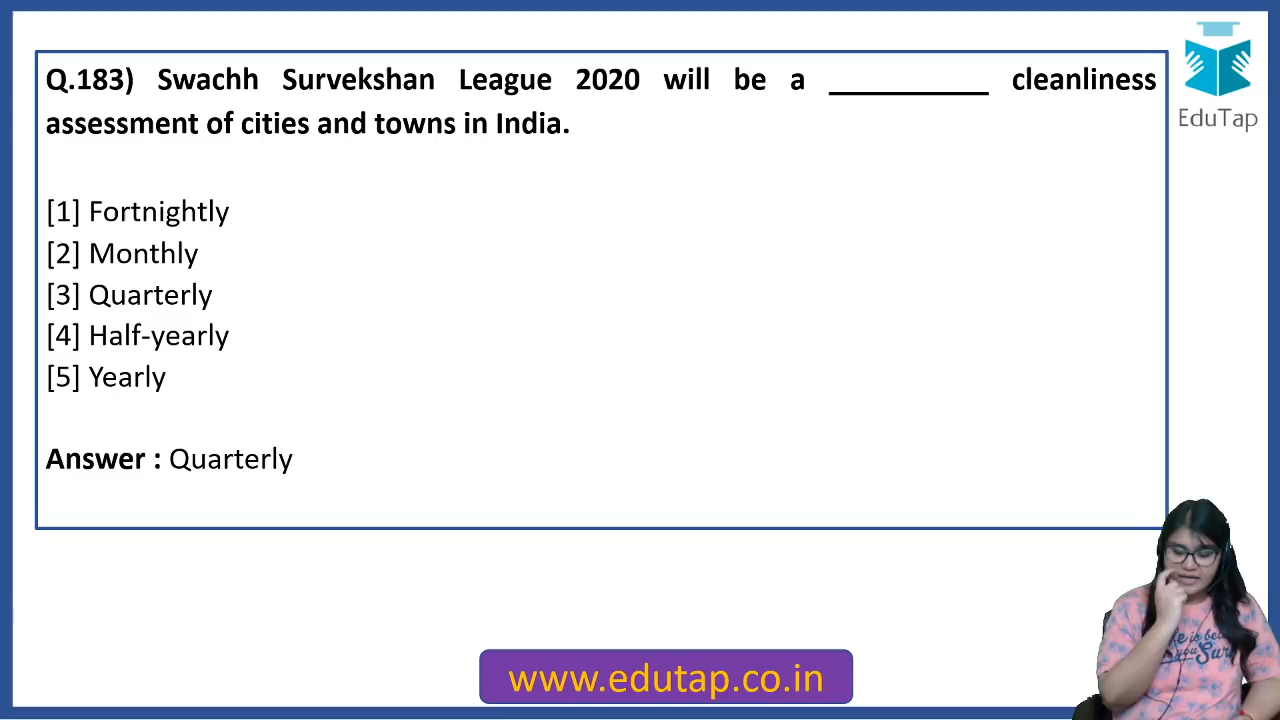 Q.183) Swachh Survekshan League 2020 will be a __________ cleanliness
assessment of cities and towns in India.
[1] Fortnightly
[2] Monthly
[3] Quarterly
[4] Half-yearly
[5] Yearly
Answer : Quarterly
EduTap
www.edutap.co.in